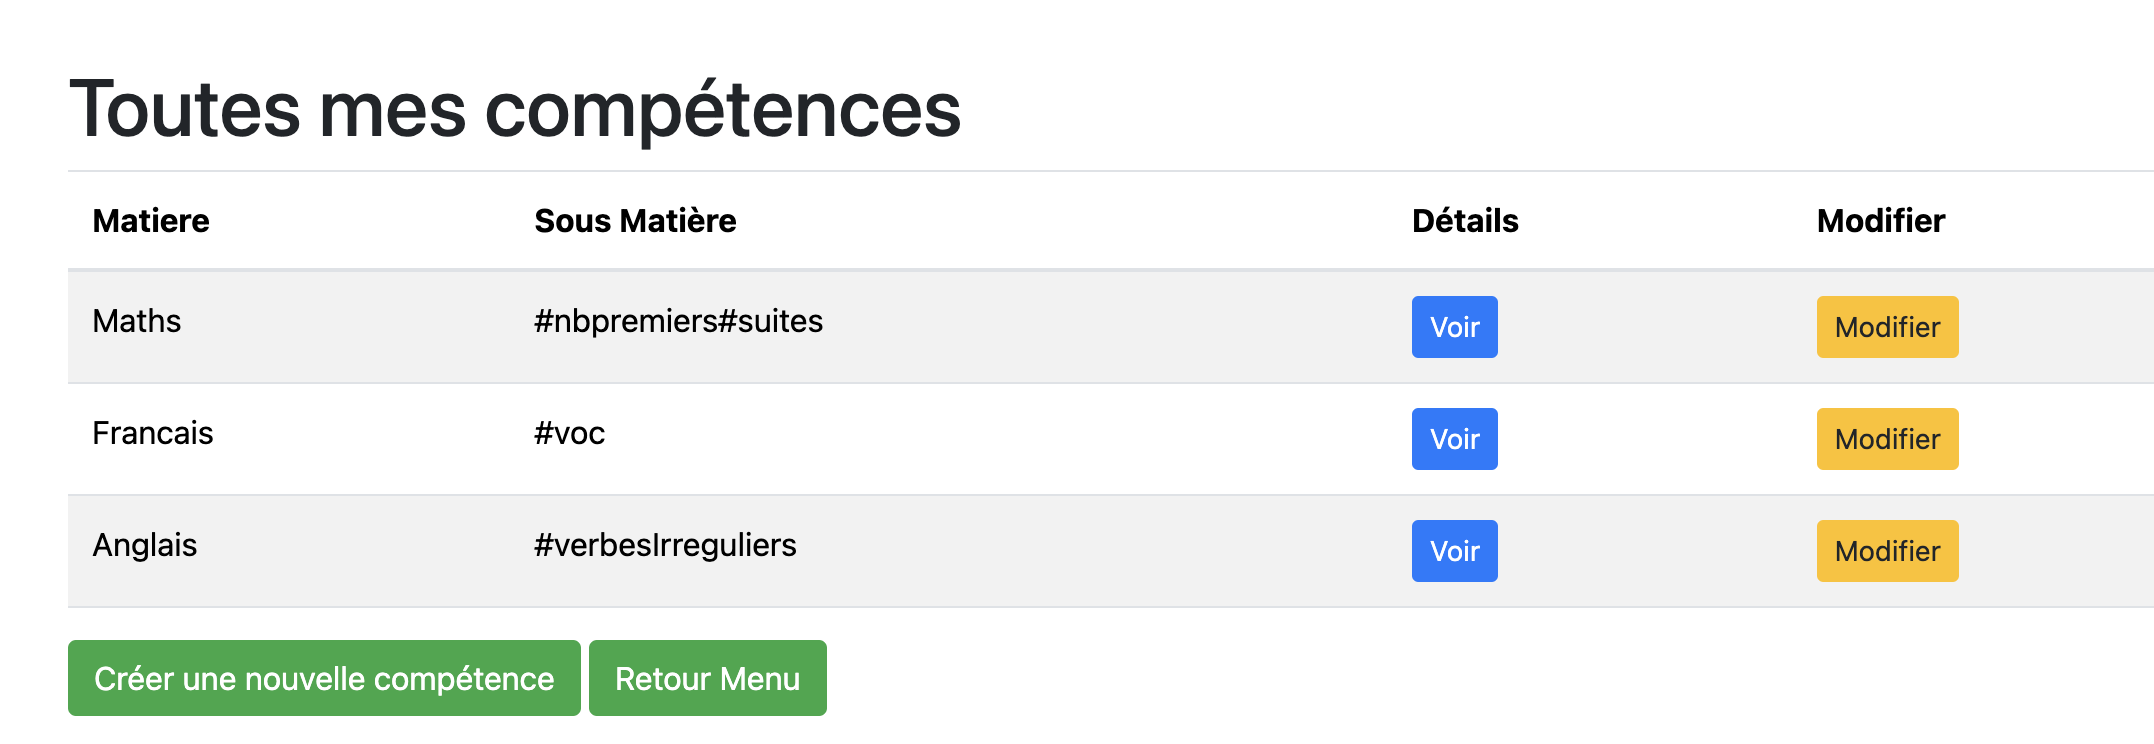 Toutes mes compétences
Matiere Sous Matière Détails Modifier
Maths #nbpremiers#suites Voir Modifier
Francais #voc Voir Modifier
Anglais #verbesIrreguliers Voir Modifier
Créer une nouvelle compétence Retour Menu